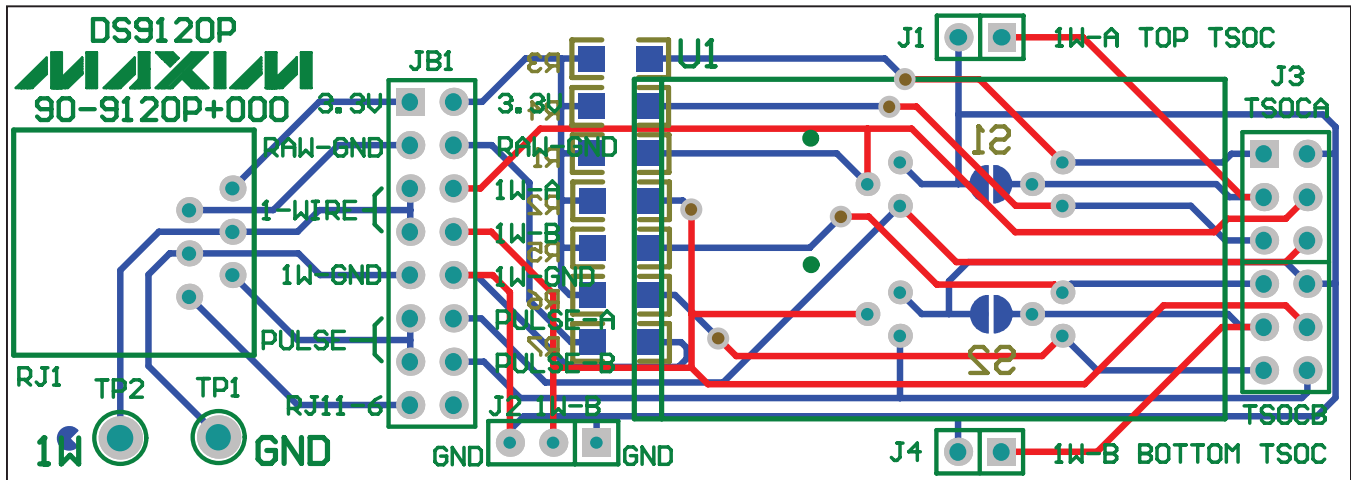 DS9120P
MAXIM
90-9120P+000
JB1
U1
J1
1W-A TOP TSOC
J3
TSOCA
3.3V
3.3V
RAW-GND
RAW-GND
1-WIRE
1W-A
1W-B
1W-GND
1W-GND
PULSE
PULSE-A
PULSE-B
RJ11-6
R3
R4
R1
R2
R5
R6
R7
S1
S2
RJ1
TP2
TP1
1W
GND
J2 1W-B
GND
GND
TSOCB
J4
1W-B BOTTOM TSOC